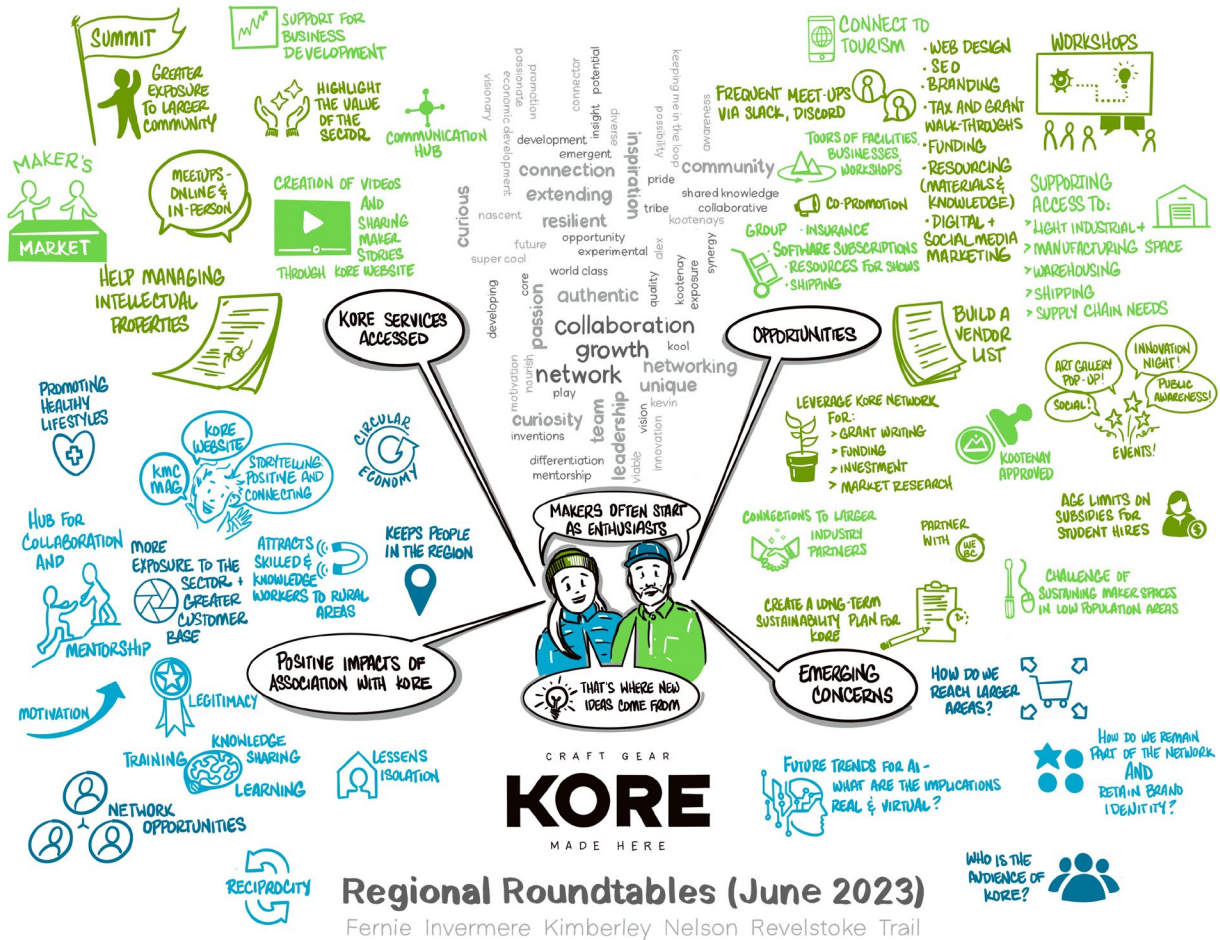 SUMMIT
GREATER
EXPOSURE
TO LARGER
COMMUNITY
SUPPORT FOR
BUSINESS
DEVELOPMENT
HIGHLIGHT
THE VALUE
OF THE
SECTOR
COMMUNICATION
HUB
MAKER'S
MARKET
MEETUPS -
ONLINE &
IN-PERSON
CREATION OF VIDEOS
AND
SHARING
MAKER
STORIES
THROUGH KORE WEBSITE
HELP MANAGING
INTELLECTUAL
PROPERTIES
KORE SERVICES
ACCESSED
visionary
passionate
promotion
economic development
connector
insight
potential
diverse
keeping me in the loop
possibility
awareness
development
emergent
connection
extending
inspiration
community
pride
shared knowledge
tribe
collaborative
kootenays
curious
nascent
resilient
future
opportunity
experimental
super cool
world class
alex
synergy
quality
kootenay
exposure
developing
core
passion
authentic
collaboration
growth
kool
motivation
nourish
network
networking
unique
play
curiosity
inventions
team
leadership
vision
kevin
innovation
viable
differentiation
mentorship
CONNECT TO
TOURISM
FREQUENT MEET-UPS
VIA SLACK, DISCORD
TOURS OF FACILITIES,
BUSINESSES,
WORKSHOPS
CO-PROMOTION
GROUP • INSURANCE
• SOFTWARE SUBSCRIPTIONS
• RESOURCES FOR SHOWS
• SHIPPING
• WEB DESIGN
• SEO
• BRANDING
• TAX AND GRANT
WALK-THROUGHS
• FUNDING
• RESOURCING
(MATERIALS &
KNOWLEDGE)
• DIGITAL +
SOCIAL MEDIA
MARKETING
WORKSHOPS
SUPPORTING
ACCESS TO:
> LIGHT INDUSTRIAL +
> MANUFACTURING SPACE
> WAREHOUSING
> SHIPPING
> SUPPLY CHAIN NEEDS
OPPORTUNITIES
BUILD A
VENDOR
LIST
ART GALLERY
POP-UP!
INNOVATION
NIGHT!
SOCIAL!
PUBLIC
AWARENESS!
EVENTS!
LEVERAGE KORE NETWORK
FOR:
> GRANT WRITING
> FUNDING
> INVESTMENT
> MARKET RESEARCH
KOOTENAY
APPROVED
PROMOTING
HEALTHY
LIFESTYLES
KORE
WEBSITE
KMC
MAG
STORYTELLING
POSITIVE AND
CONNECTING
CIRCULAR
ECONOMY
HUB FOR
COLLABORATION
AND
MENTORSHIP
MORE
EXPOSURE TO THE
SECTOR +
GREATER
CUSTOMER
BASE
ATTRACTS
SKILLED &
KNOWLEDGE
WORKERS TO RURAL
AREAS
KEEPS PEOPLE
IN THE REGION
POSITIVE IMPACTS OF
ASSOCIATION WITH KORE
MOTIVATION
LEGITIMACY
TRAINING
KNOWLEDGE
SHARING
LEARNING
LESSENS
ISOLATION
NETWORK
OPPORTUNITIES
RECIPROCITY
MAKERS OFTEN START
AS ENTHUSIASTS
THAT'S WHERE NEW
IDEAS COME FROM
CONNECTIONS TO LARGER
INDUSTRY
PARTNERS
PARTNER
WITH
WE
BC
AGE LIMITS ON
SUBSIDIES FOR
STUDENT HIRES
CREATE A LONG-TERM
SUSTAINABILITY PLAN FOR
KORE
CHALLENGE OF
SUSTAINING MAKER SPACES
IN LOW POPULATION AREAS
EMERGING
CONCERNS
HOW DO WE
REACH LARGER
AREAS?
FUTURE TRENDS FOR AI -
WHAT ARE THE IMPLICATIONS
REAL & VIRTUAL?
HOW DO WE REMAIN
PART OF THE NETWORK
AND
RETAIN BRAND
IDENITITY?
WHO IS THE
AUDIENCE OF
KORE?
CRAFT GEAR
KORE
MADE HERE
Regional Roundtables (June 2023)
Fernie Invermere Kimberley Nelson Revelstoke Trail